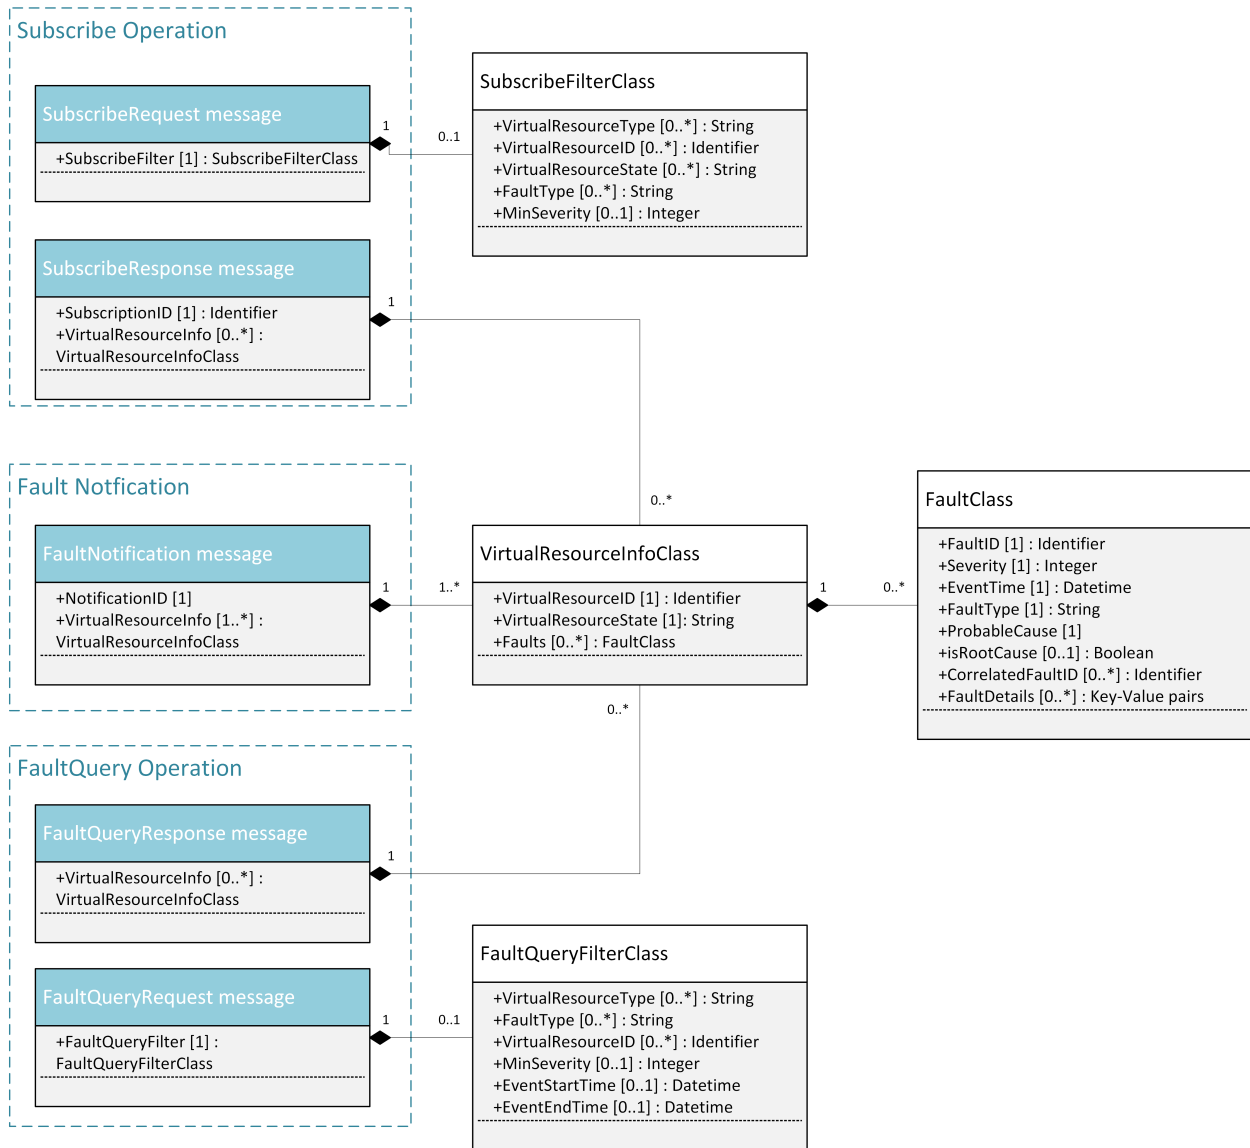 Subscribe Operation
SubscribeRequest message
+SubscribeFilter [1] : SubscribeFilterClass
1
0..1
SubscribeFilterClass
+VirtualResourceType [0..*] : String
+VirtualResourceID [0..*] : Identifier
+VirtualResourceState [0..*] : String
+FaultType [0..*] : String
+MinSeverity [0..1] : Integer
SubscribeResponse message
+SubscriptionID [1] : Identifier
+VirtualResourceInfo [0..*] :
VirtualResourceInfoClass
1
0..*
Fault Notfication
FaultNotification message
+NotificationID [1]
+VirtualResourceInfo [1..*] :
VirtualResourceInfoClass
1
1..*
VirtualResourceInfoClass
+VirtualResourceID [1] : Identifier
+VirtualResourceState [1]: String
+Faults [0..*] : FaultClass
1
0..*
FaultClass
+FaultID [1] : Identifier
+Severity [1] : Integer
+EventTime [1] : Datetime
+FaultType [1] : String
+ProbableCause [1]
+isRootCause [0..1] : Boolean
+CorrelatedFaultID [0..*] : Identifier
+FaultDetails [0..*] : Key-Value pairs
0..*
FaultQuery Operation
FaultQueryResponse message
+VirtualResourceInfo [0..*] :
VirtualResourceInfoClass
1
FaultQueryRequest message
+FaultQueryFilter [1] :
FaultQueryFilterClass
1
0..1
FaultQueryFilterClass
+VirtualResourceType [0..*] : String
+FaultType [0..*] : String
+VirtualResourceID [0..*] : Identifier
+MinSeverity [0..1] : Integer
+EventStartTime [0..1] : Datetime
+EventEndTime [0..1] : Datetime